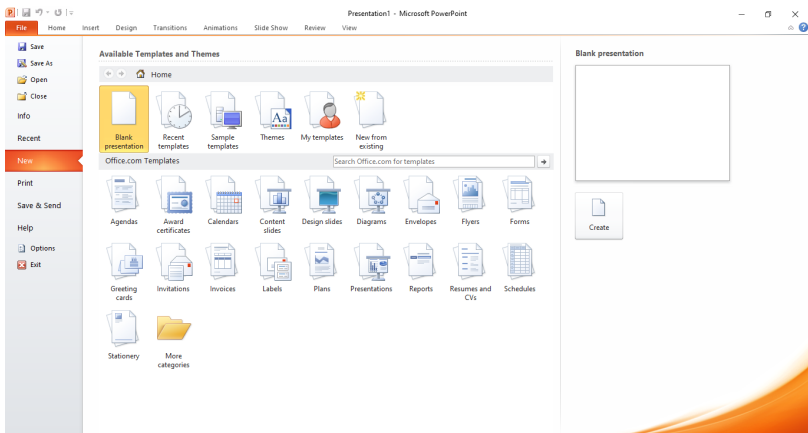 Presentation1 - Microsoft PowerPoint
File Home Insert Design Transitions Animations Slide Show Review View
Save
Save As
Open
Close
Info
Recent
New
Print
Save & Send
Help
Options
Exit
Available Templates and Themes
Home
Blank presentation
Recent templates
Sample templates
Themes
My templates
New from existing
Office.com Templates
Search Office.com for templates
Agendas
Award certificates
Calendars
Content slides
Design slides
Diagrams
Envelopes
Flyers
Forms
Greeting cards
Invitations
Invoices
Labels
Plans
Presentations
Reports
Resumes and CVs
Schedules
Stationery
More categories
Blank presentation
Create